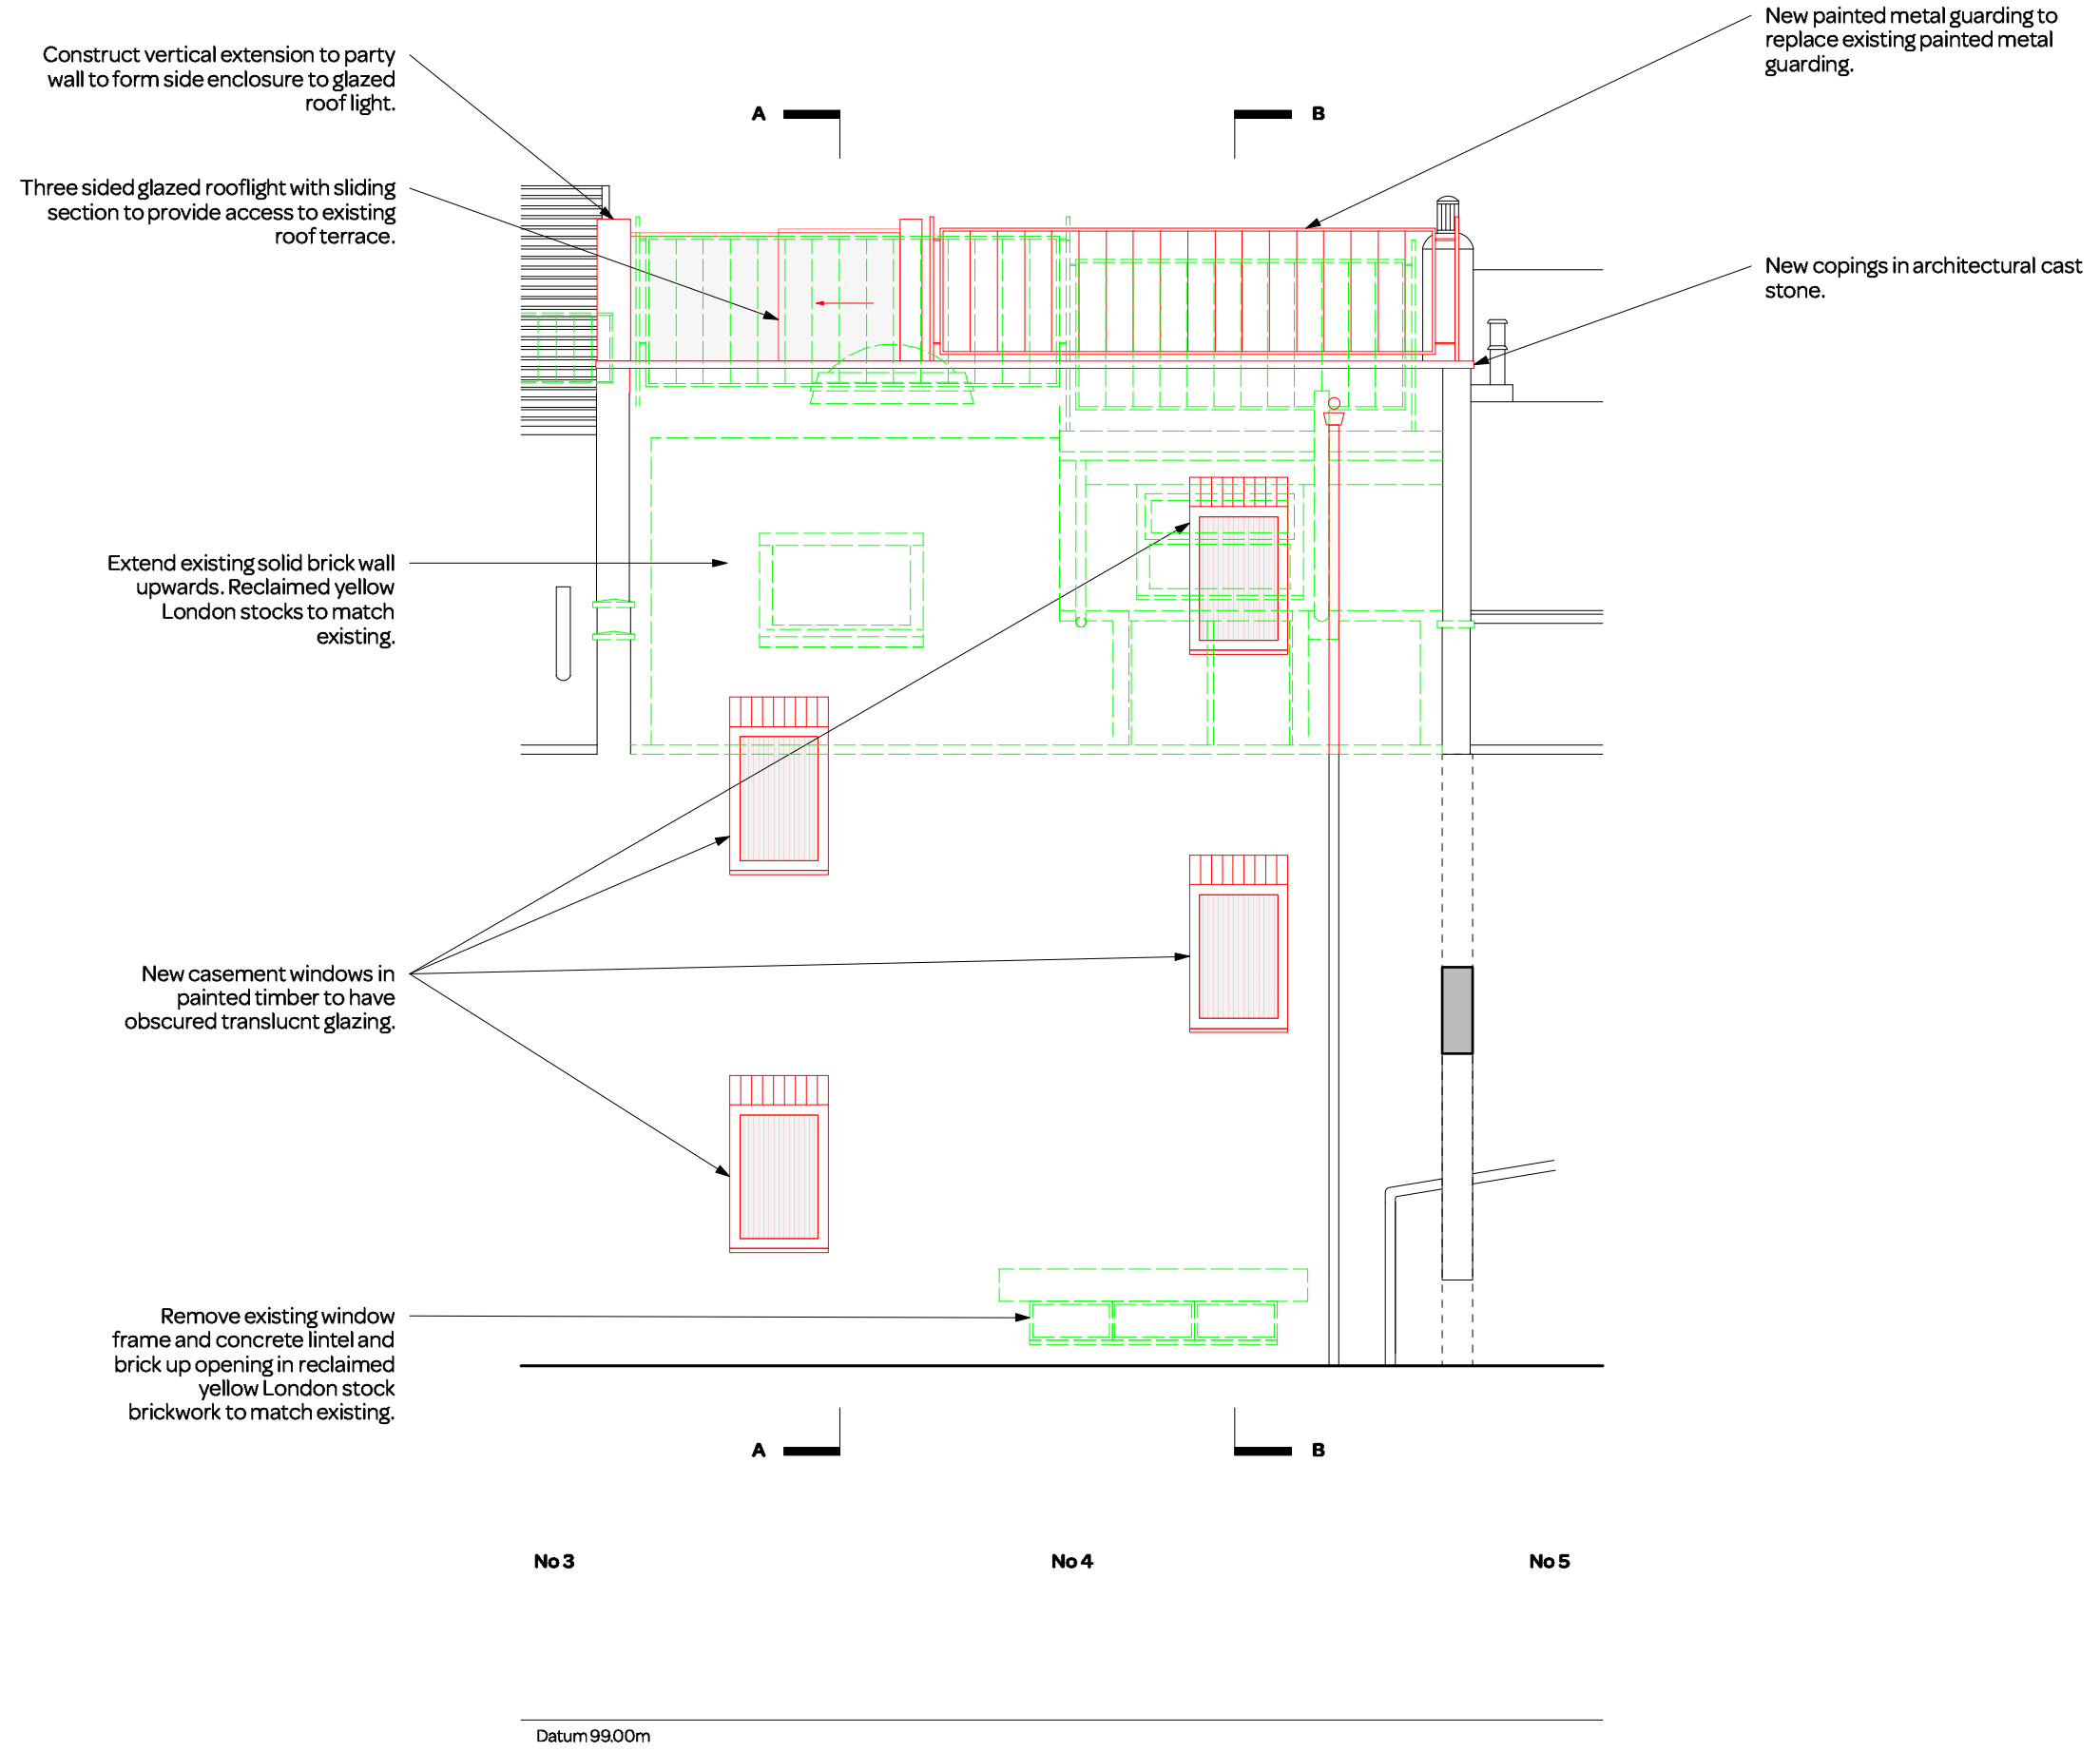 Construct vertical extension to party
wall to form side enclosure to glazed
roof light.
New painted metal guarding to
replace existing painted metal
guarding.
A
B
Three sided glazed rooflight with sliding
section to provide access to existing
roof terrace.
New copings in architectural cast
stone.
Extend existing solid brick wall
upwards. Reclaimed yellow
London stocks to match
existing.
New casement windows in
painted timber to have
obscured translucnt glazing.
Remove existing window
frame and concrete lintel and
brick up opening in reclaimed
yellow London stock
brickwork to match existing.
A
B
No 3
No 4
No 5
Datum 99.00m